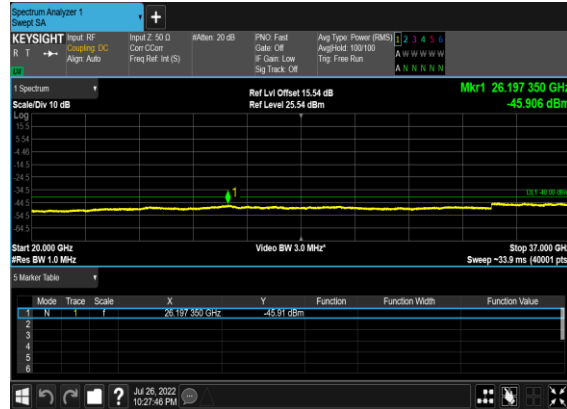 Spectrum Analyzer 1
Swept SA
+
KEYSIGHT
R T
Input: RF
Coupling: DC
Align: Auto
Input Z: 50 Ω
Corr CCorr
Freq Ref: Int (S)
#Atten: 20 dB
PNO: Fast
Gate: Off
IF Gain: Low
Sig Track: Off
Avg Type: Power (RMS)
Avg|Hold: 100/100
Trig: Free Run
1 2 3 4 5 6
A W W W W W
A N N N N N
1 Spectrum
Scale/Div 10 dB
Ref Lvl Offset 15.54 dB
Ref Level 25.54 dBm
Mkr1 26.197 350 GHz
-45.906 dBm
Log
15.5
5.54
-4.46
-14.5
-24.5
-34.5
-44.5
-54.5
-64.5
1
DL1 -40.00 dBm
Start 20.000 GHz
#Res BW 1.0 MHz
Video BW 3.0 MHz*
Stop 37.000 GHz
Sweep ~33.9 ms (40001 pts)
5 Marker Table
Mode Trace Scale X Y Function Function Width Function Value
1 N 1 f 26.197 350 GHz -45.91 dBm
2
3
4
5
6
?
Jul 26, 2022
10:27:46 PM